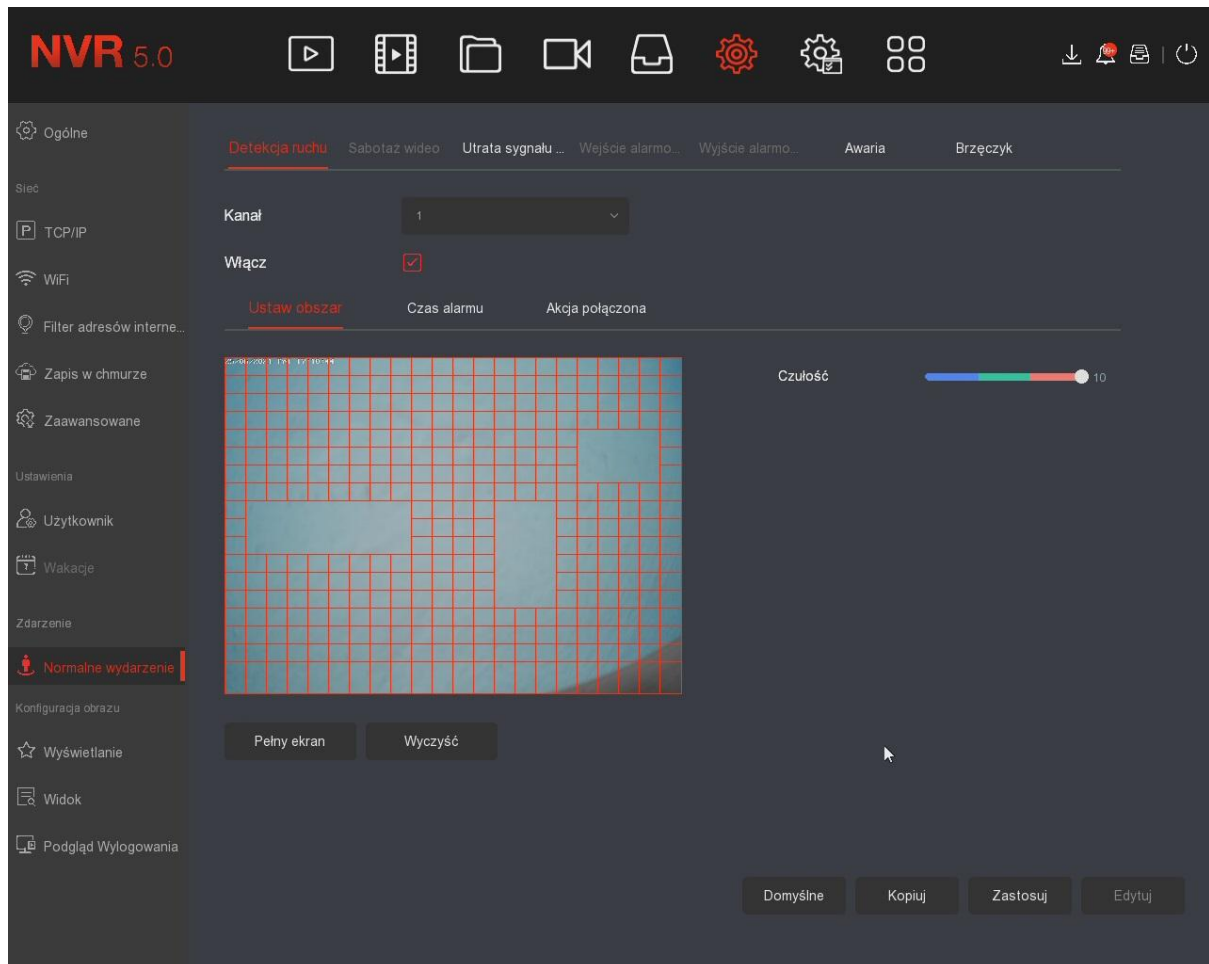 NVR 5.0
Ogólne
Sieć
TCP/IP
WiFi
Filter adresów interne...
Zapis w chmurze
Zaawansowane
Ustawienia
Użytkownik
Wakacje
Zdarzenie
Normalne wydarzenie
Konfiguracja obrazu
Wyświetlanie
Widok
Podgląd Wylogowania
Detekcja ruchu Sabotaz wideo Utrata sygnału ... Wejście alarmo... Wyjście alarmo... Awaria Brzęczyk
Kanał 1
Włącz
Ustaw obszar Czas alarmu Akcja połączona
Czułość 10
Pełny ekran Wyczyść
Domyślne Kopiuj Zastosuj Edytuj